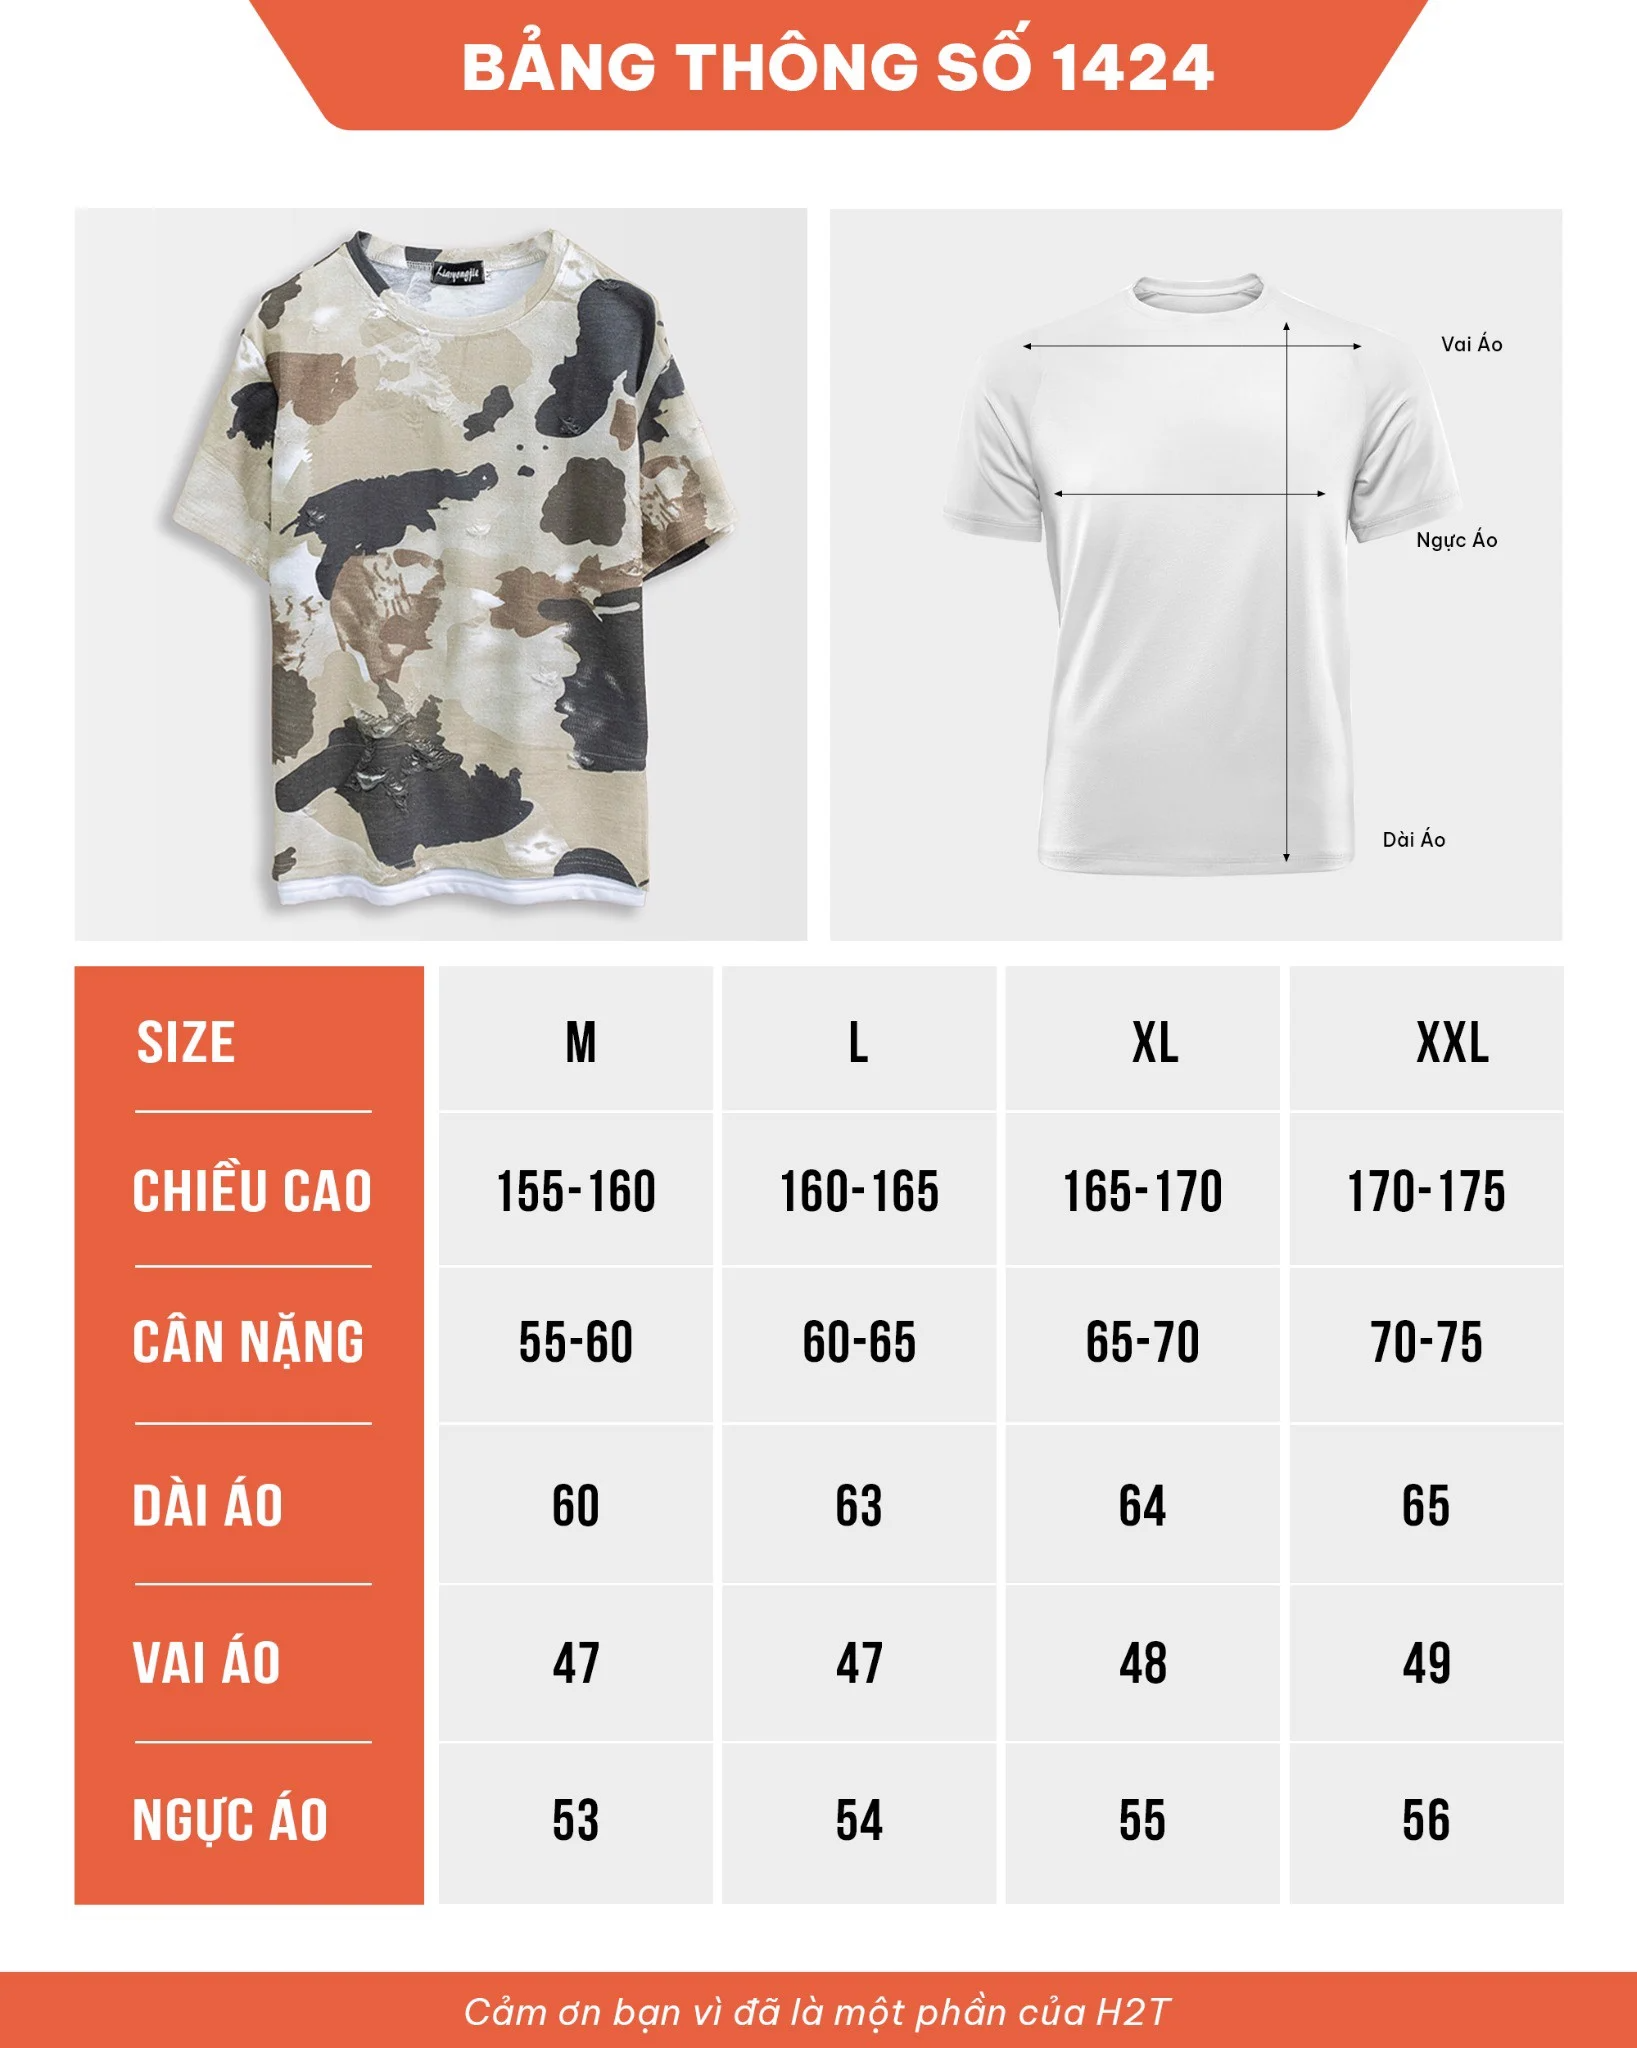 BẢNG THÔNG SỐ 1424
Lianyongjie
Vai Áo
Ngực Áo
Dài Áo
SIZE M L XL XXL
CHIỀU CAO 155-160 160-165 165-170 170-175
CÂN NẶNG 55-60 60-65 65-70 70-75
DÀI ÁO 60 63 64 65
VAI ÁO 47 47 48 49
NGỰC ÁO 53 54 55 56
Cảm ơn bạn vì đã là một phần của H2T